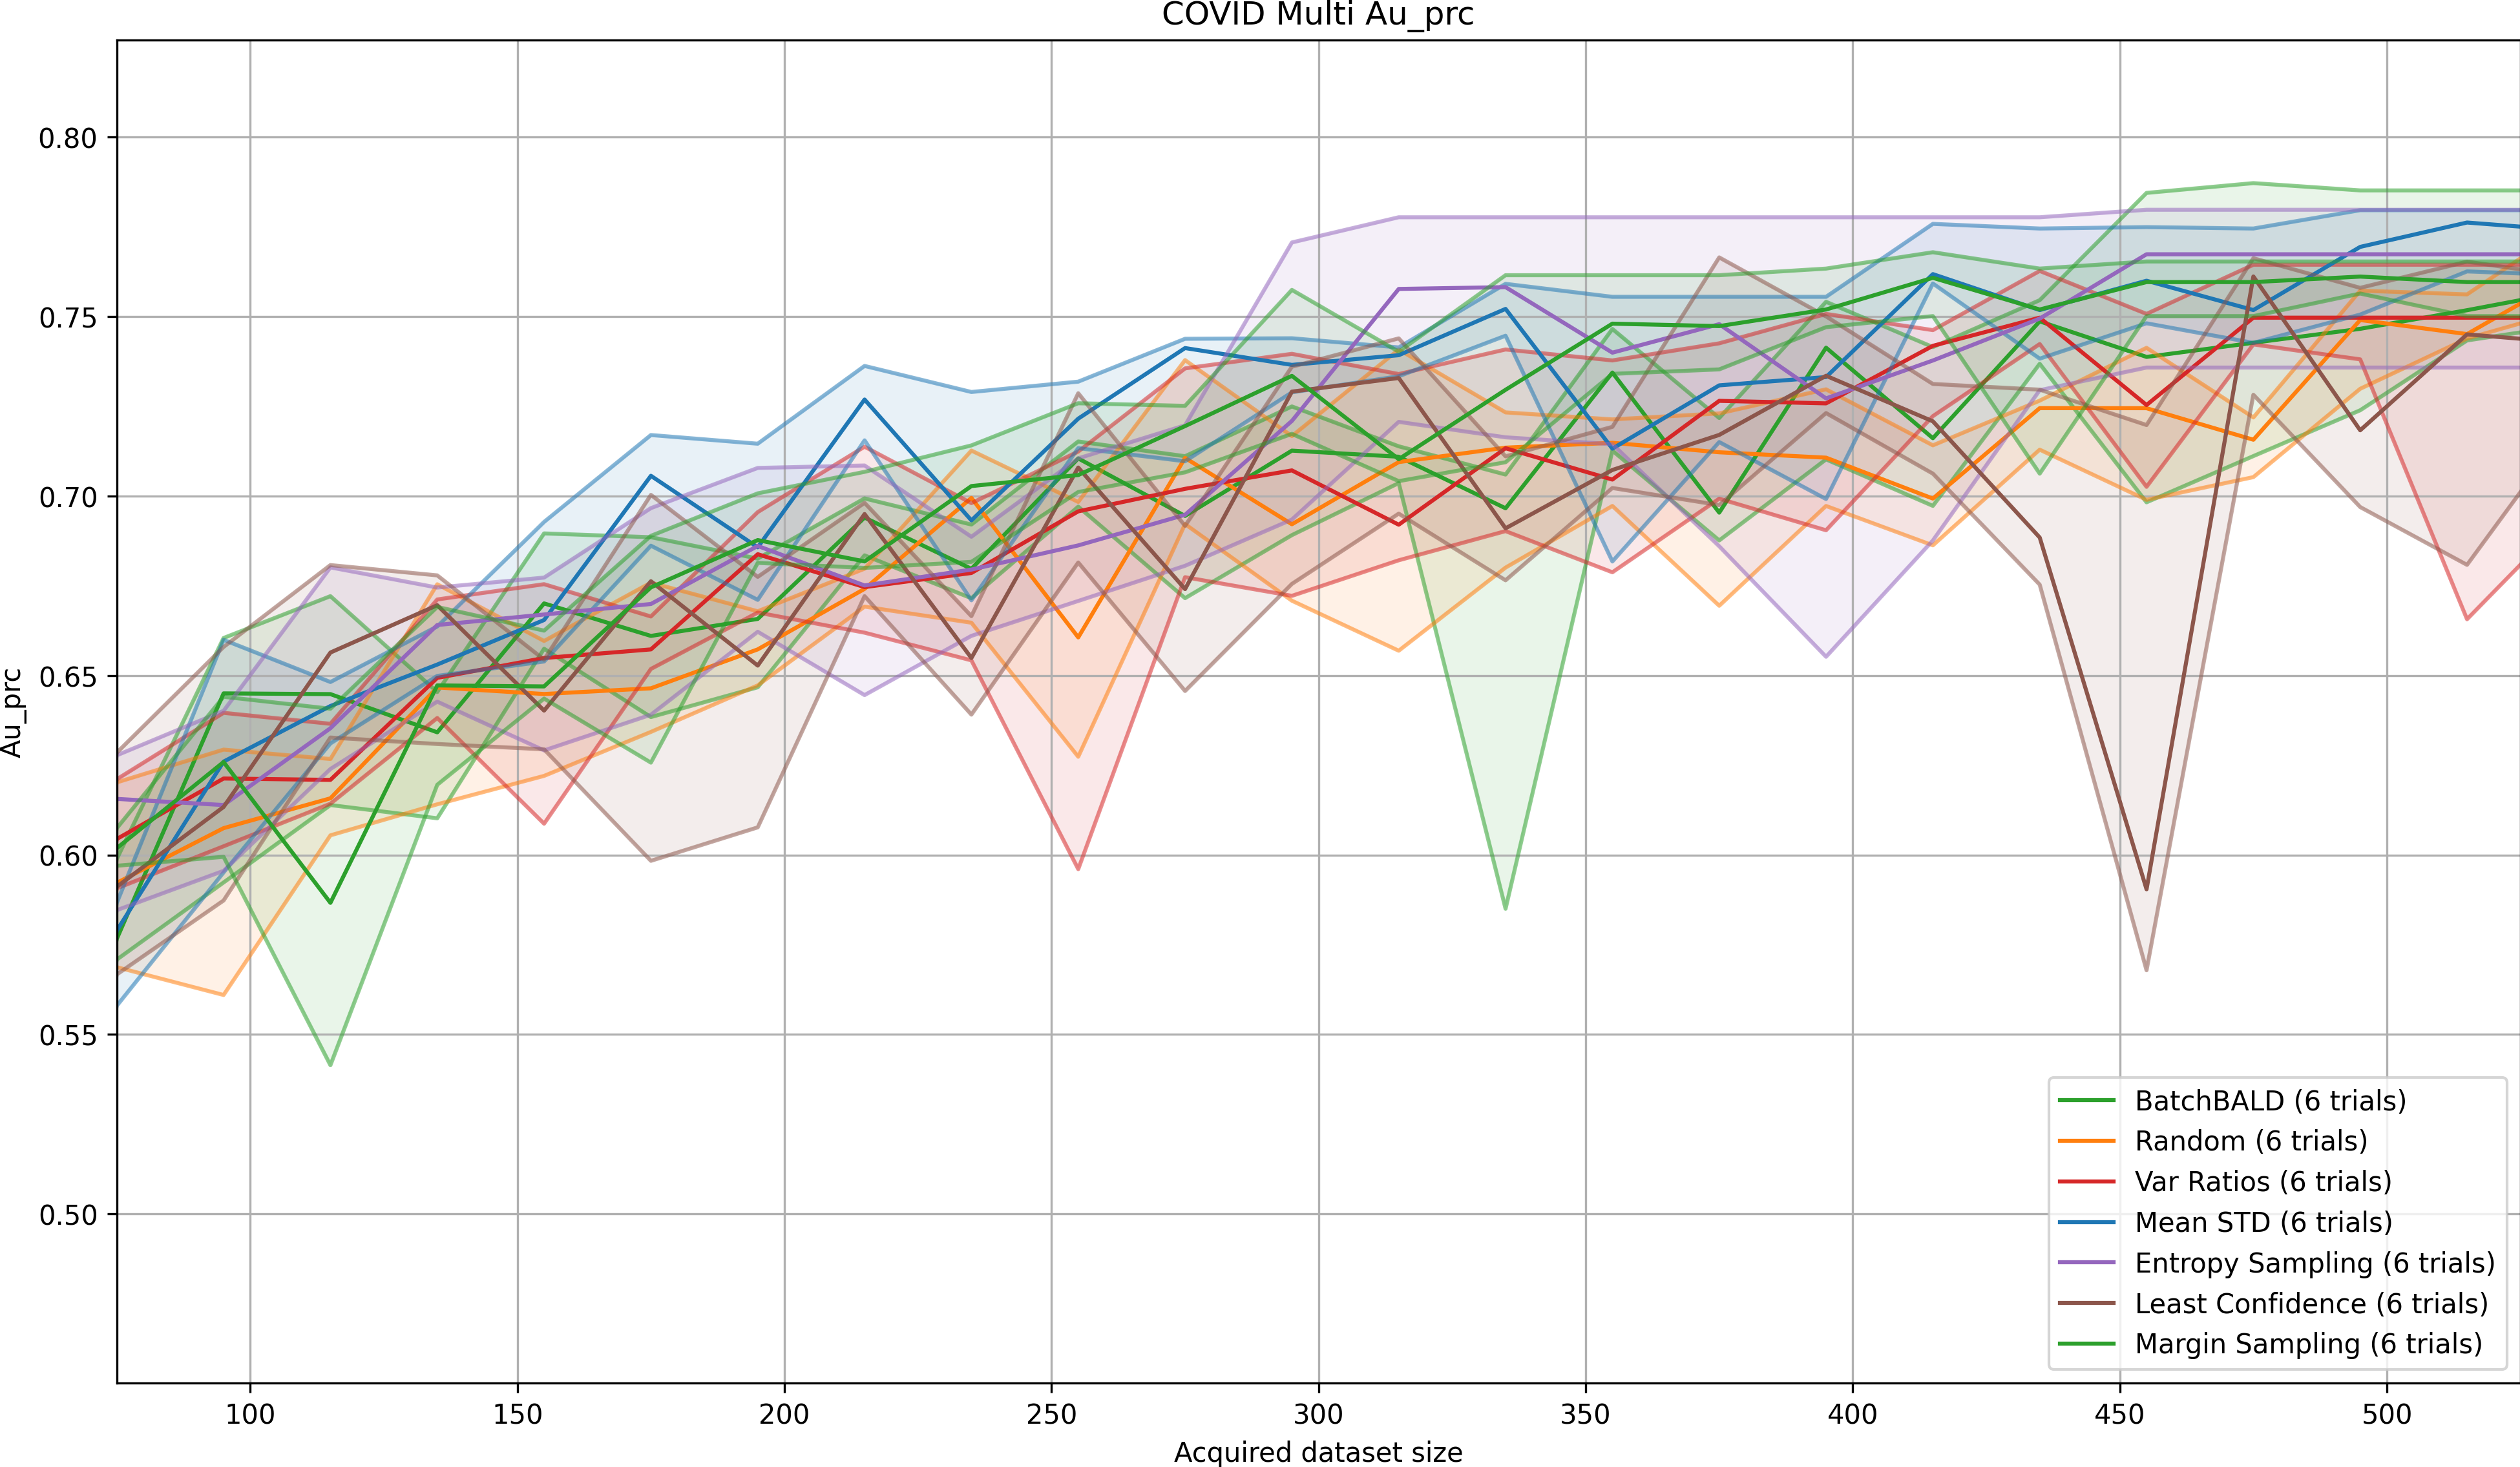 COVID Multi Au_prc
Au_prc
0.80
0.75
0.70
0.65
0.60
0.55
0.50
100 150 200 250 300 350 400 450 500
Acquired dataset size
BatchBALD (6 trials)
Random (6 trials)
Var Ratios (6 trials)
Mean STD (6 trials)
Entropy Sampling (6 trials)
Least Confidence (6 trials)
Margin Sampling (6 trials)